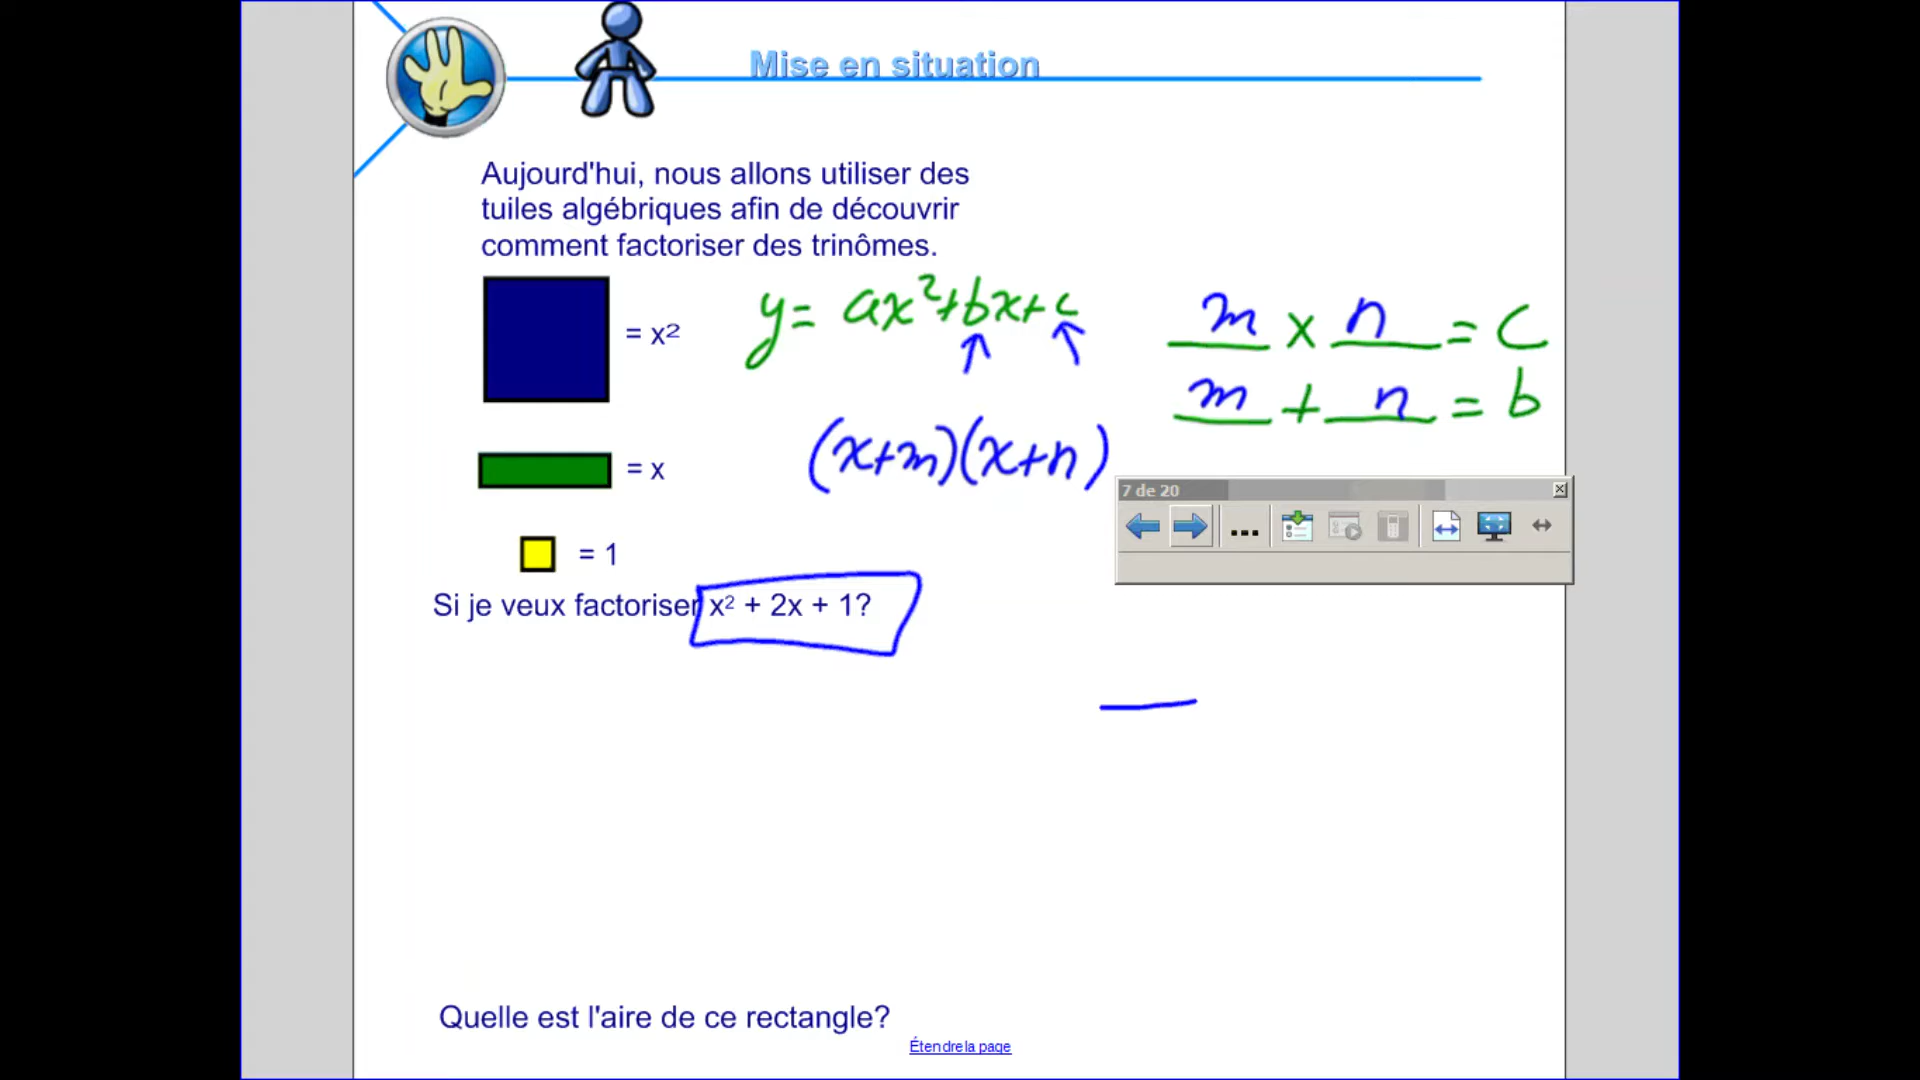 Mise en situation
Aujourd'hui, nous allons utiliser des
tuiles algébriques afin de découvrir
comment factoriser des trinômes.
= x²
y = ax²+bx+c
m x n = c
m + n = b
(x+m)(x+n)
= x
7 de 20
= 1
Si je veux factoriser x² + 2x + 1?
Quelle est l'aire de ce rectangle?
Étendre la page